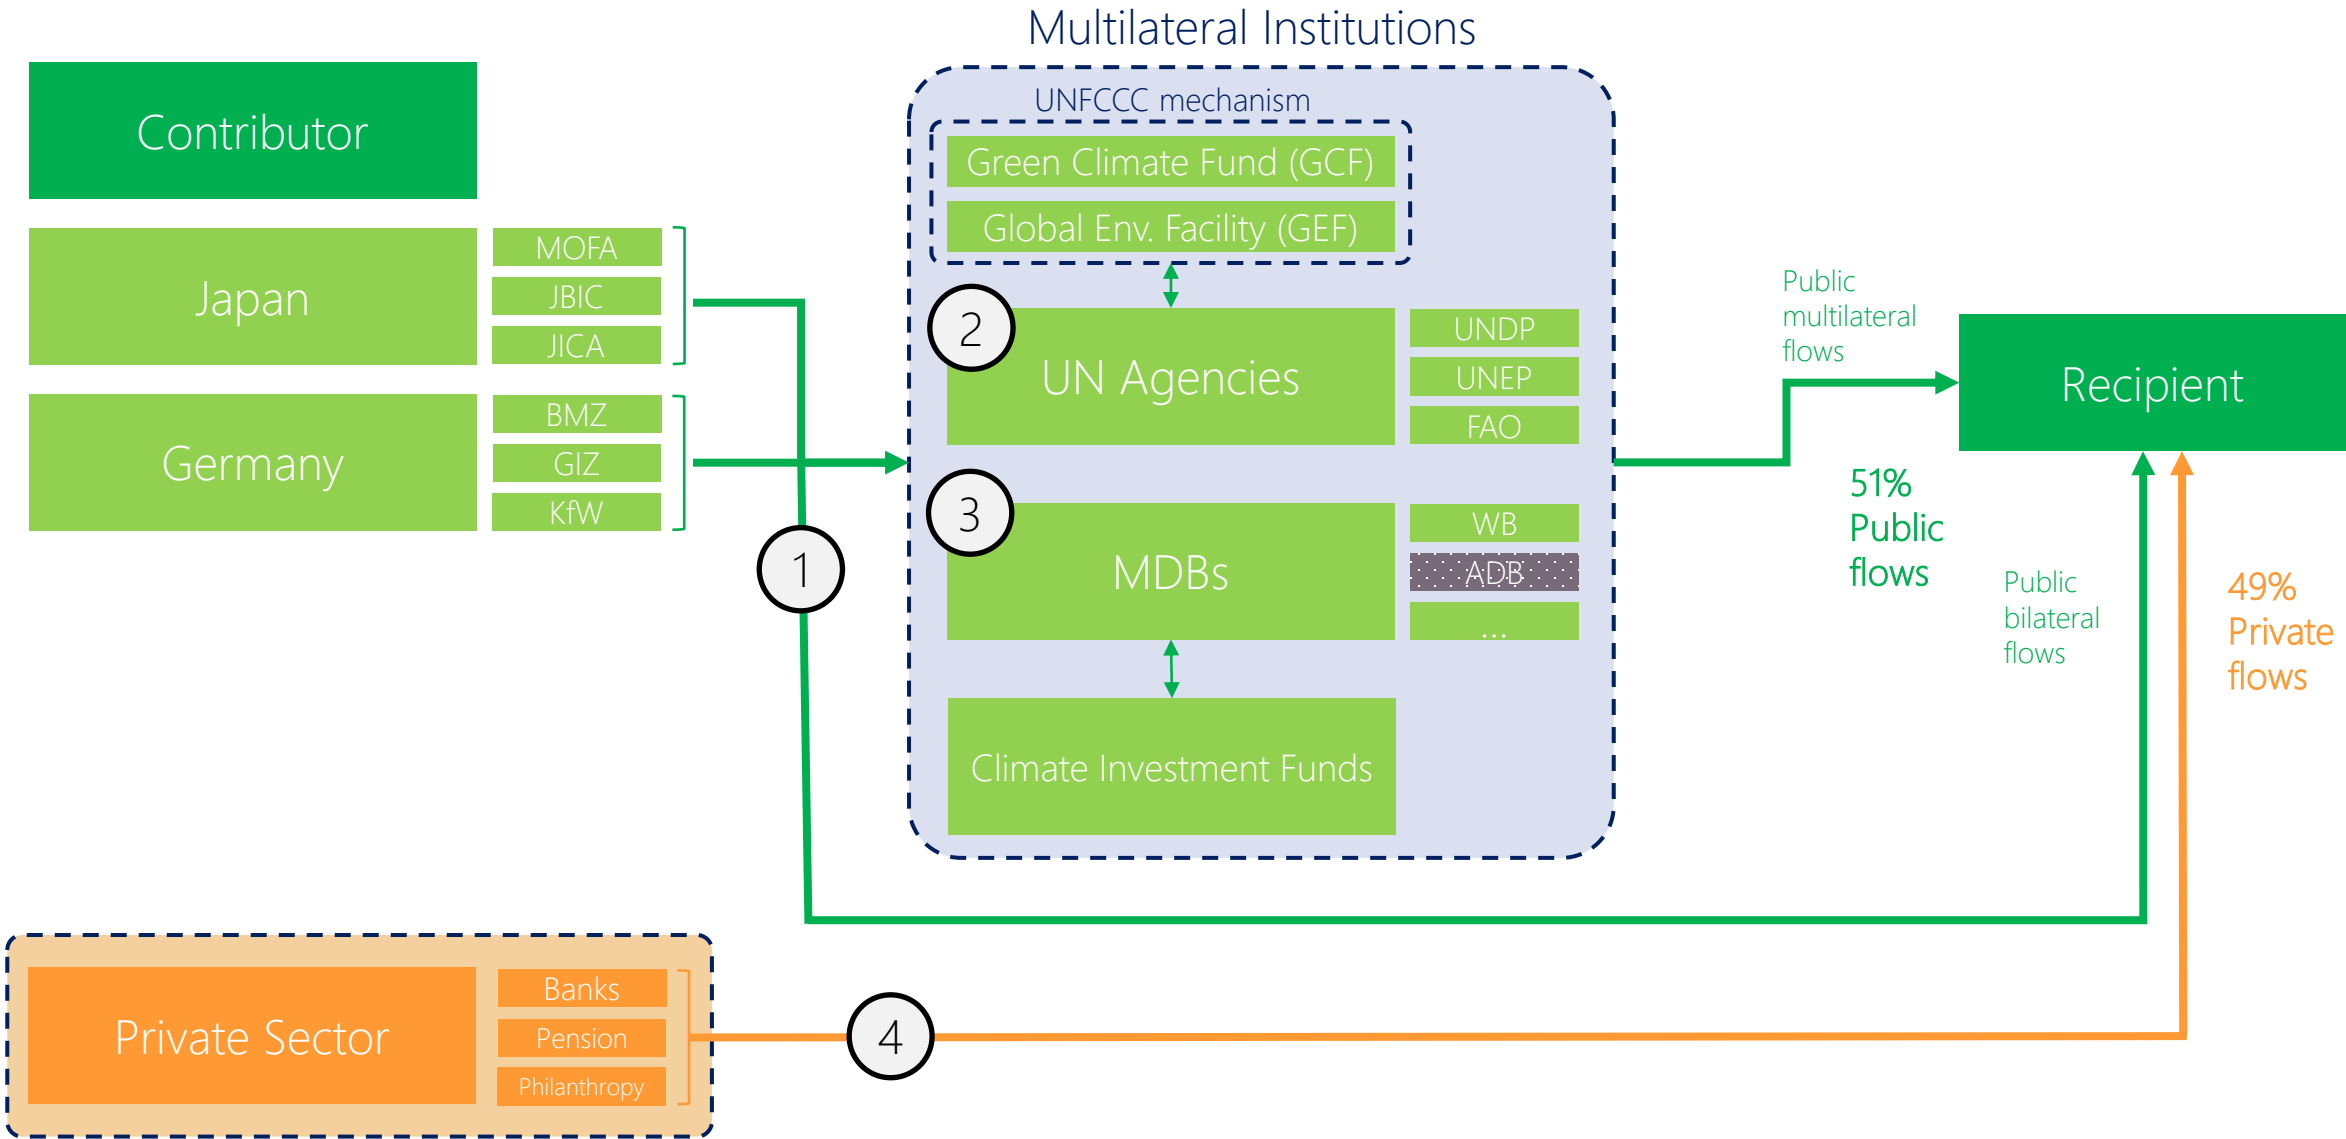 Multilateral Institutions
Contributor
Japan
MOFA
JBIC
JICA
Germany
BMZ
GIZ
KfW
UNFCCC mechanism
Green Climate Fund (GCF)
Global Env. Facility (GEF)
2
UN Agencies
UNDP
UNEP
FAO
3
MDBs
WB
ADB
...
Climate Investment Funds
1
Public
multilateral
flows
Recipient
51%
Public
flows
Public
bilateral
flows
49%
Private
flows
Private Sector
Banks
Pension
Philanthropy
4